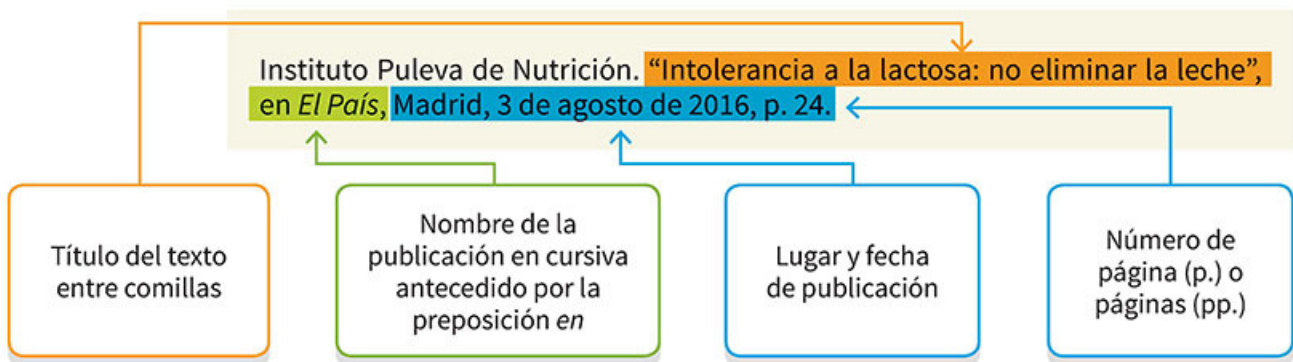 Instituto Puleva de Nutrición. “Intolerancia a la lactosa: no eliminar la leche”,
en El País, Madrid, 3 de agosto de 2016, p. 24.
Título del texto
entre comillas
Nombre de la
publicación en cursiva
antecedido por la
preposición en
Lugar y fecha
de publicación
Número de
página (p.) o
páginas (pp.)